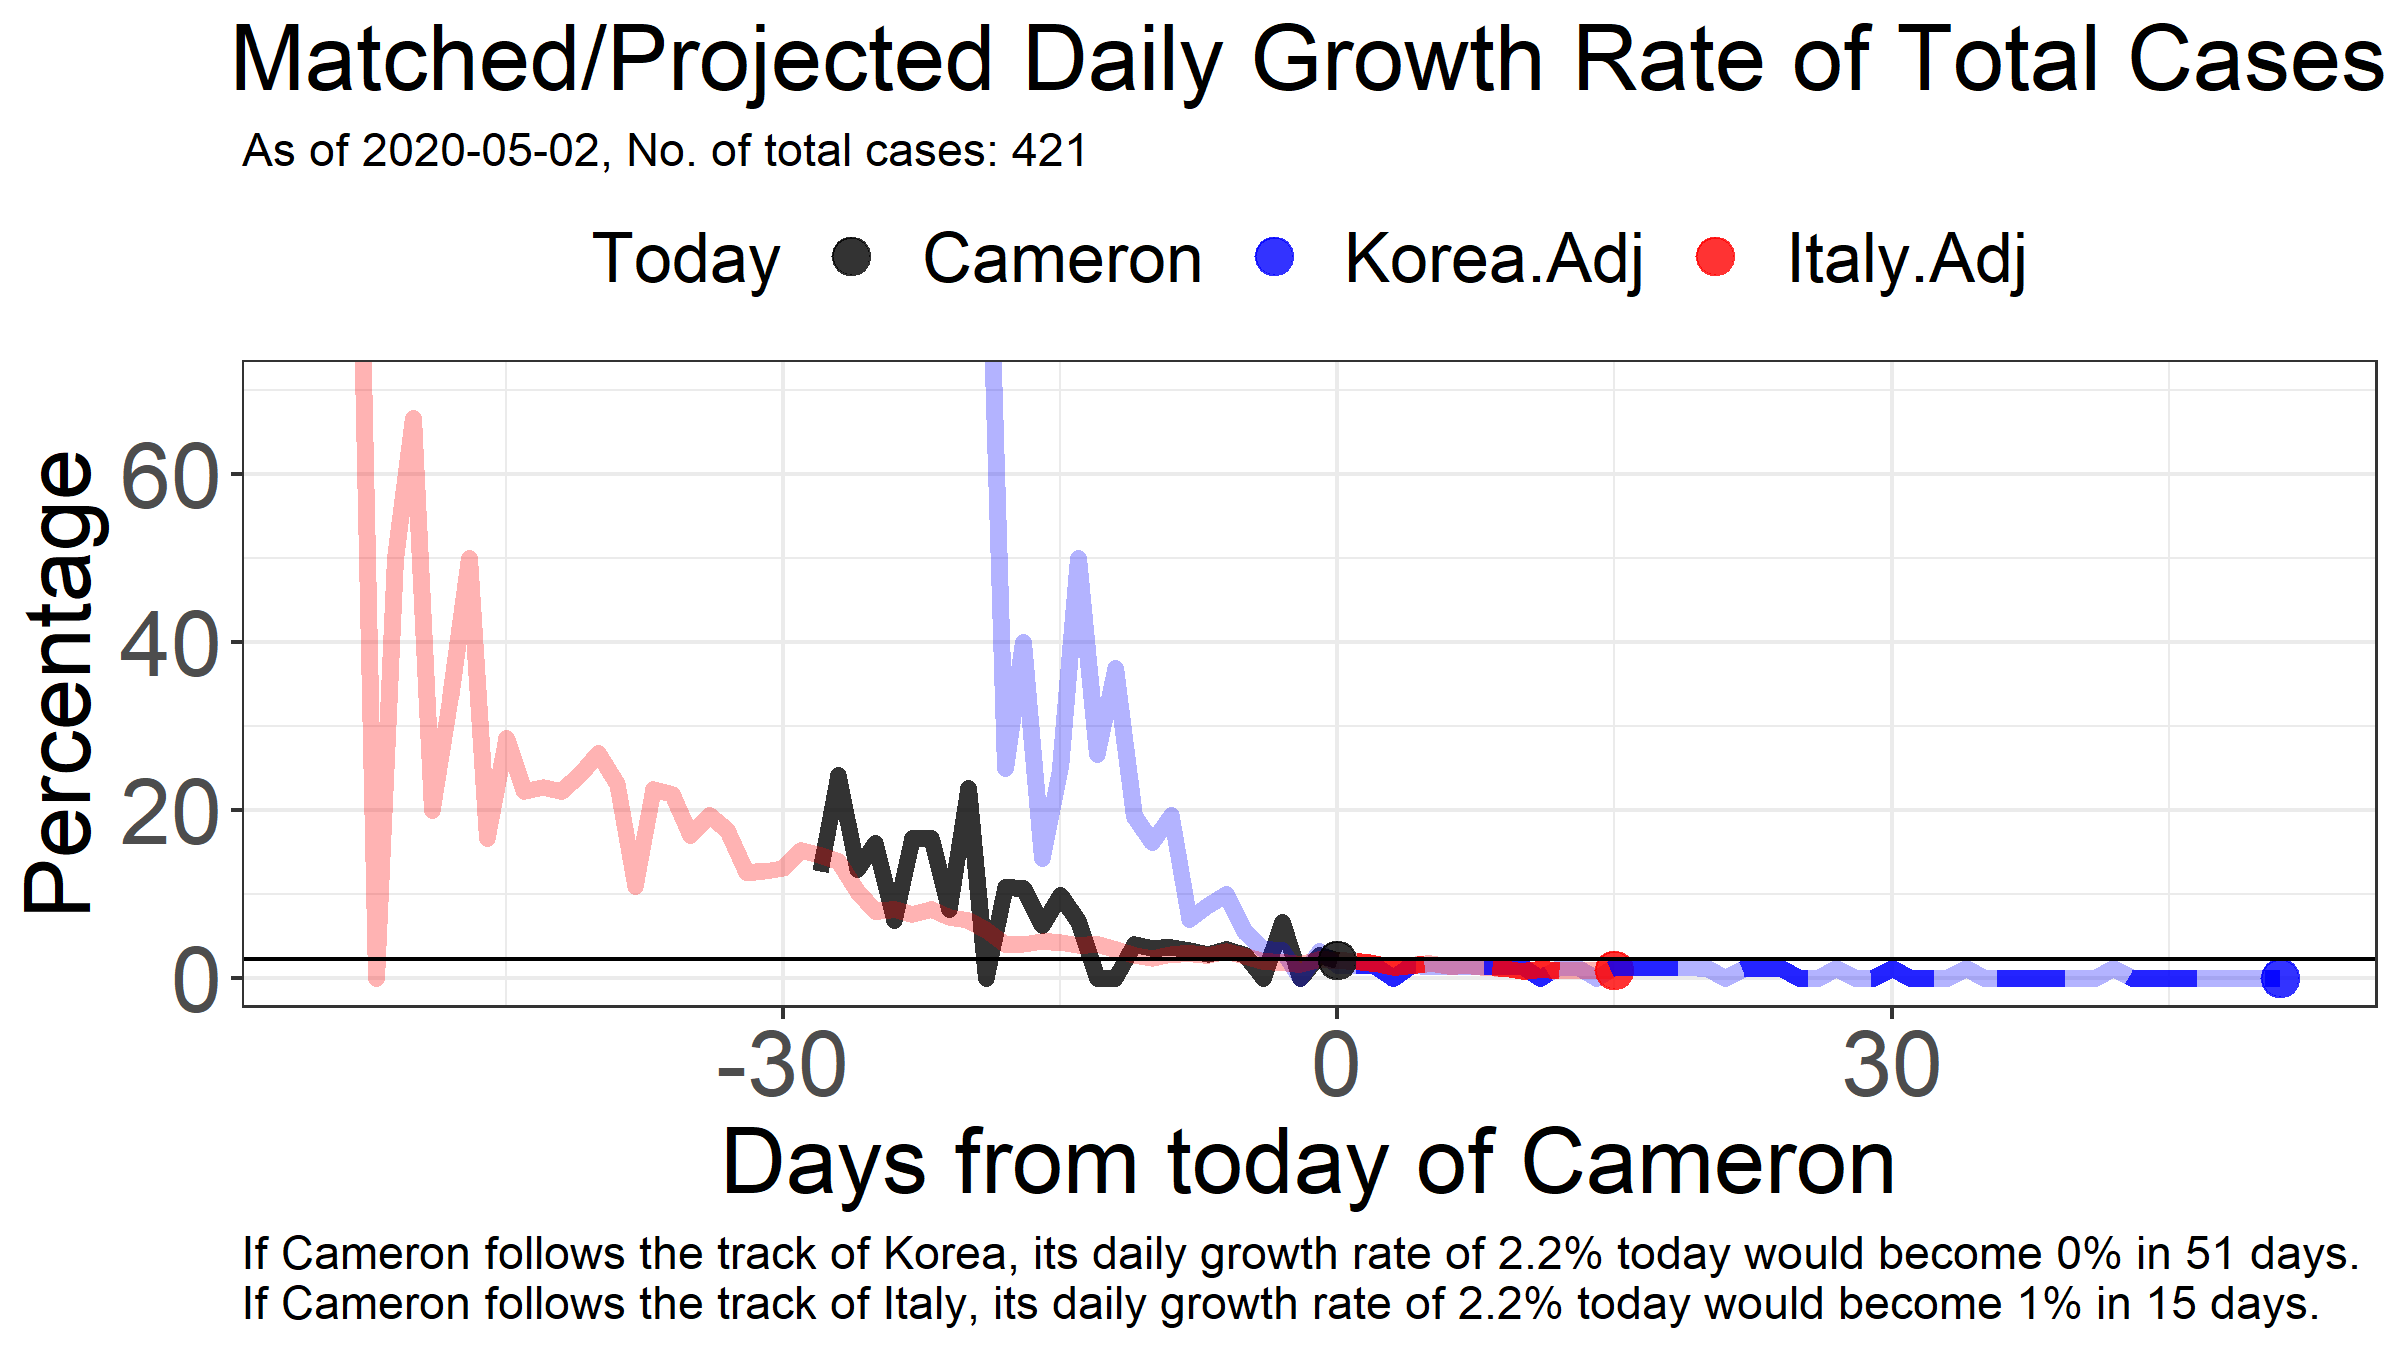 Matched/Projected Daily Growth Rate of Total Cases
As of 2020-05-02, No. of total cases: 421
Today Cameron Korea.Adj Italy.Adj
Percentage
60
40
20
0
-30 0 30
Days from today of Cameron
If Cameron follows the track of Korea, its daily growth rate of 2.2% today would become 0% in 51 days.
If Cameron follows the track of Italy, its daily growth rate of 2.2% today would become 1% in 15 days.